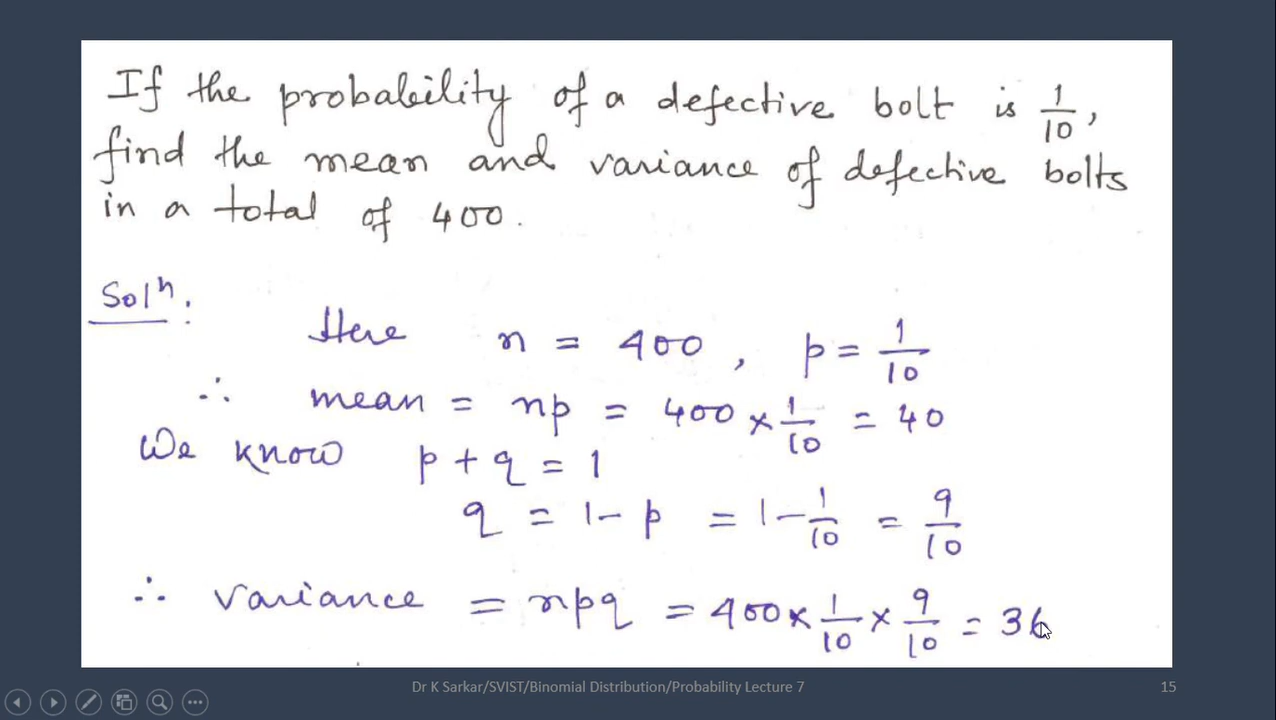 If the probability of a defective bolt is 1/10,
find the mean and variance of defective bolts
in a total of 400.
Solⁿ:
Here n = 400, p = 1/10
∴ mean = np = 400 × 1/10 = 40
We know p + q = 1
q = 1 - p = 1 - 1/10 = 9/10
∴ variance = npq = 400 × 1/10 × 9/10 = 36
Dr K Sarkar/SVIST/Binomial Distribution/Probability Lecture 7
15